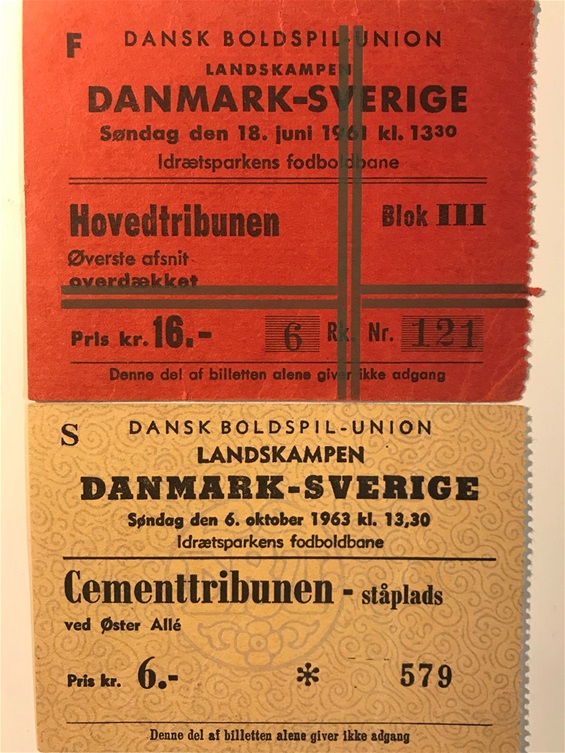 F DANSK BOLDSPIL-UNION
LANDSKAMPEN
DANMARK-SVERIGE
Søndag den 18. juni 1961 kl. 13³⁰
Idrætsparkens fodboldbane
Hovedtribunen Blok III
Øverste afsnit
overdækket
Pris kr. 16.- 6 Rk. Nr. 121
Denne del af billetten alene giver ikke adgang
S DANSK BOLDSPIL-UNION
LANDSKAMPEN
DANMARK-SVERIGE
Søndag den 6. oktober 1963 kl. 13,30
Idrætsparkens fodboldbane
Cementtribunen - ståplads
ved Øster Allé
Pris kr. 6.- * 579
Denne del af billetten alene giver ikke adgang